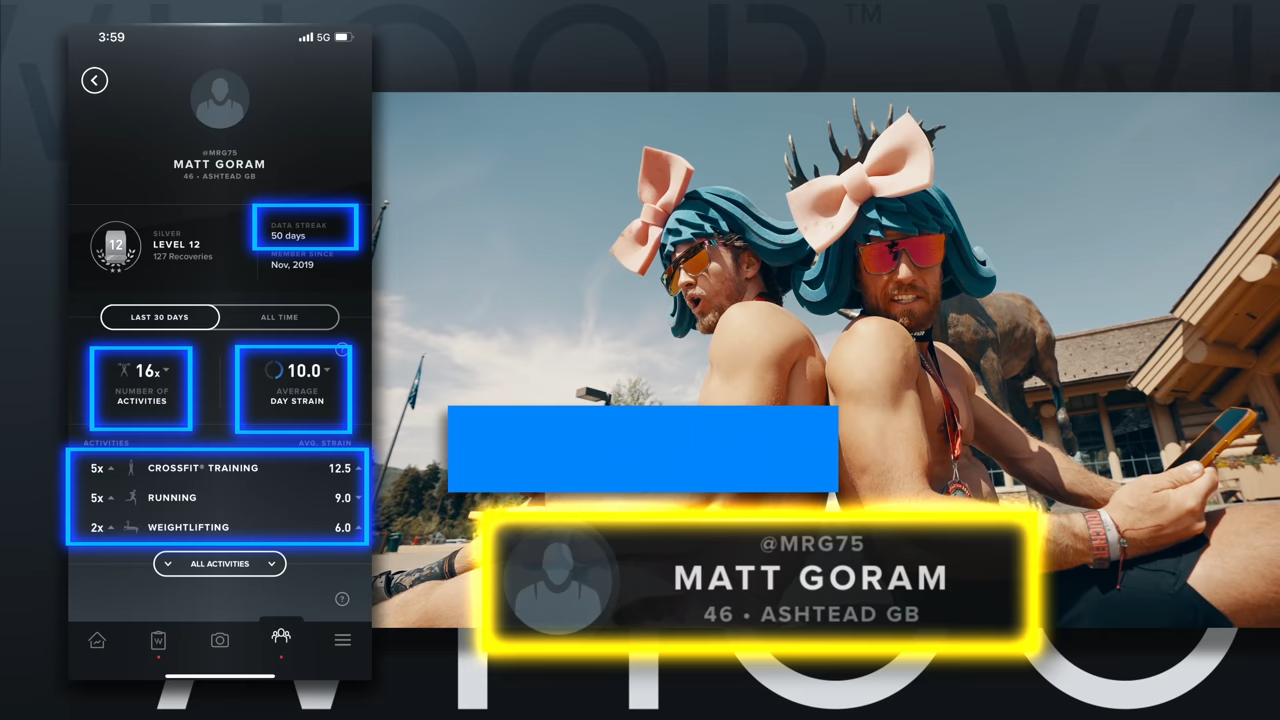 WHOOP™ W
3:59
5G
@MRG75
MATT GORAM
46 • ASHTEAD GB
12
SILVER
LEVEL 12
127 Recoveries
DATA STREAK
50 days
MEMBER SINCE
Nov, 2019
LAST 30 DAYS
ALL TIME
?
16x
NUMBER OF
ACTIVITIES
10.0
AVERAGE
DAY STRAIN
ACTIVITIES
AVG. STRAIN
5x CROSSFIT® TRAINING 12.5
5x RUNNING 9.0
2x WEIGHTLIFTING 6.0
ALL ACTIVITIES
?
W
@MRG75
MATT GORAM
46 • ASHTEAD GB
WHOO